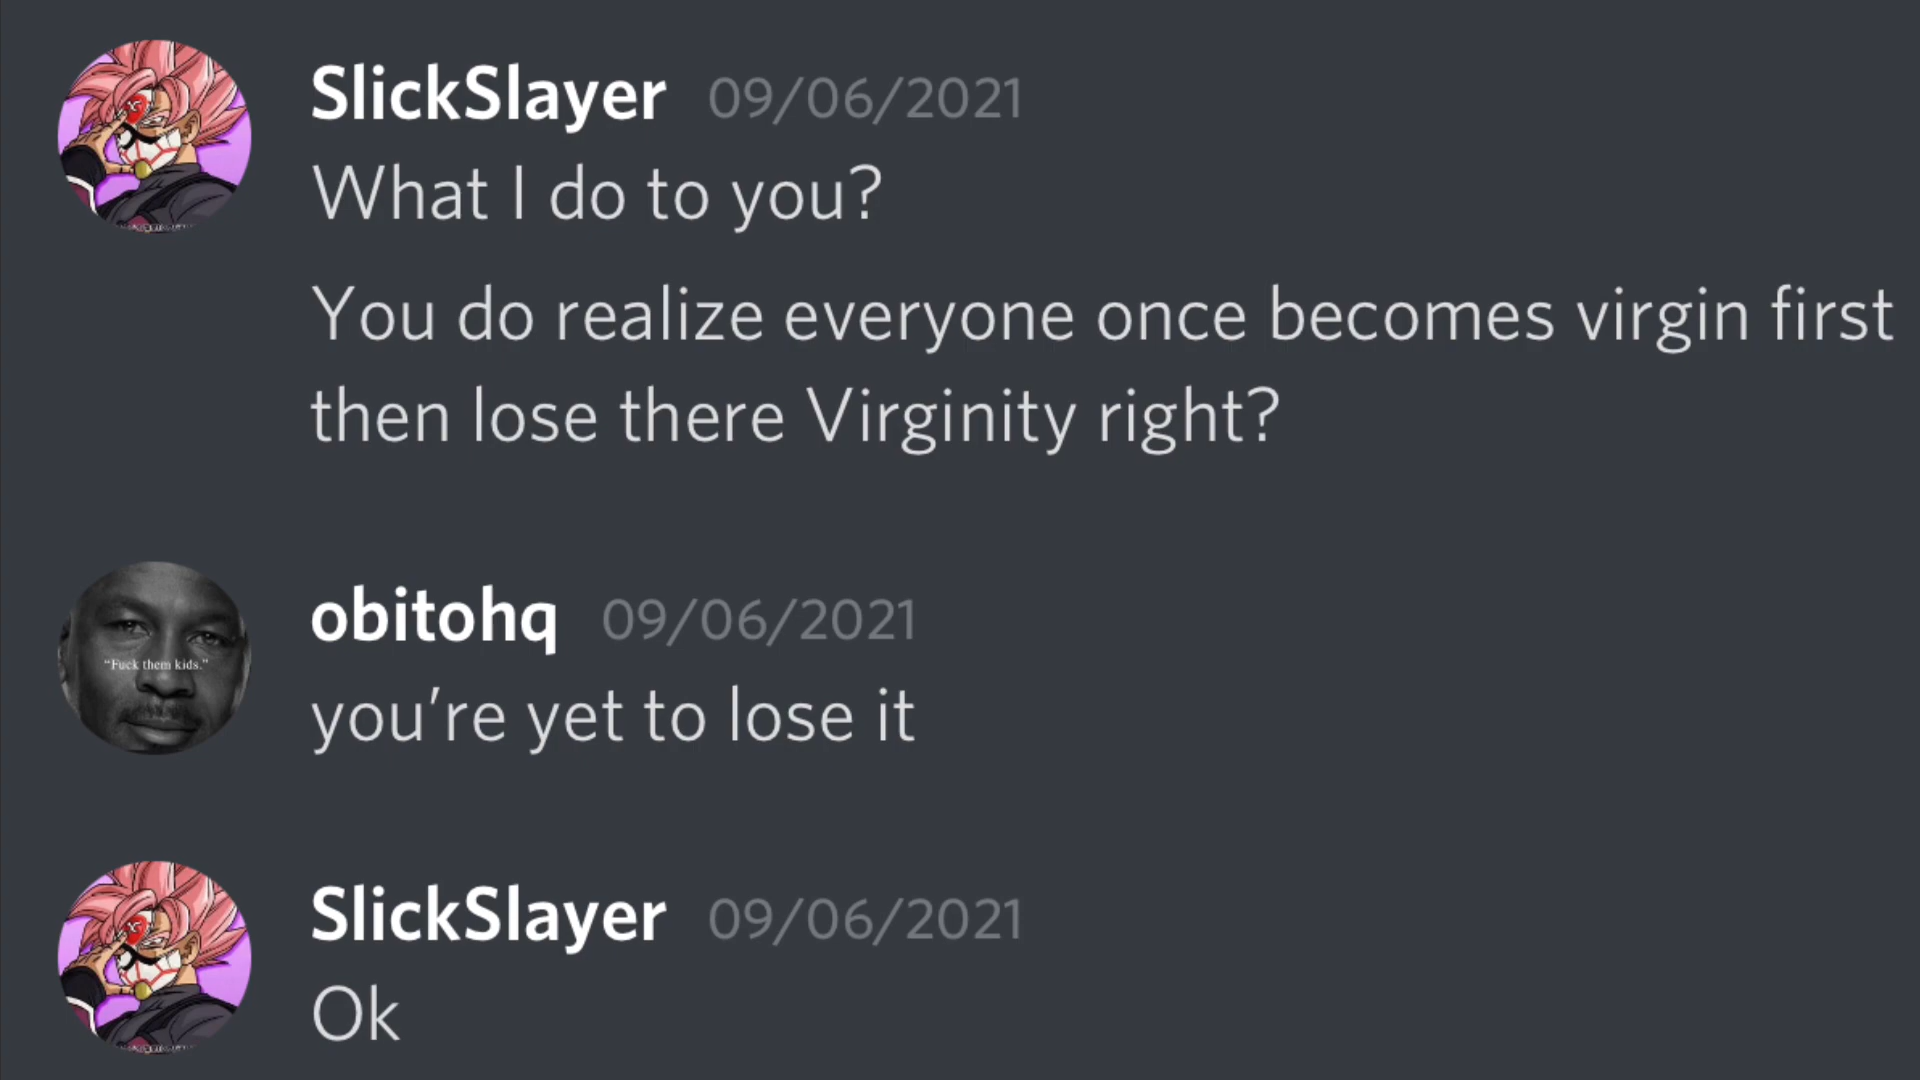 SlickSlayer 09/06/2021
What I do to you?
You do realize everyone once becomes virgin first
then lose there Virginity right?
obitohq 09/06/2021
"Fuck them kids."
you’re yet to lose it
SlickSlayer 09/06/2021
Ok